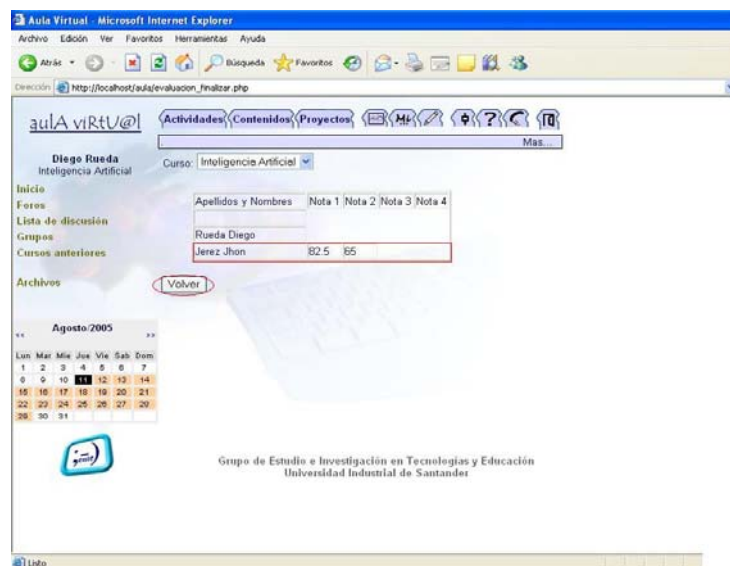 Aula Virtual - Microsoft Internet Explorer
Archivo Edición Ver Favoritos Herramientas Ayuda
Atrás Búsqueda Favoritos
Dirección http://localhost/aula/evaluacion_finalizar.php
aulA viRtU@l
Actividades Contenidos Proyectos
Mas...
Diego Rueda
Inteligencia Artificial
Curso: Inteligencia Artificial
Inicio
Foros
Lista de discusión
Grupos
Cursos anteriores
Archivos
Apellidos y Nombres Nota 1 Nota 2 Nota 3 Nota 4
Rueda Diego
Jerez Jhon 82.5 65
Volver
<< Agosto/2005 >>
Lun Mar Mie Jue Vie Sab Dom
1 2 3 4 5 6 7
8 9 10 11 12 13 14
15 16 17 18 19 20 21
22 23 24 25 26 27 28
29 30 31
genie
Grupo de Estudio e Investigación en Tecnologías y Educación
Universidad Industrial de Santander
Listo